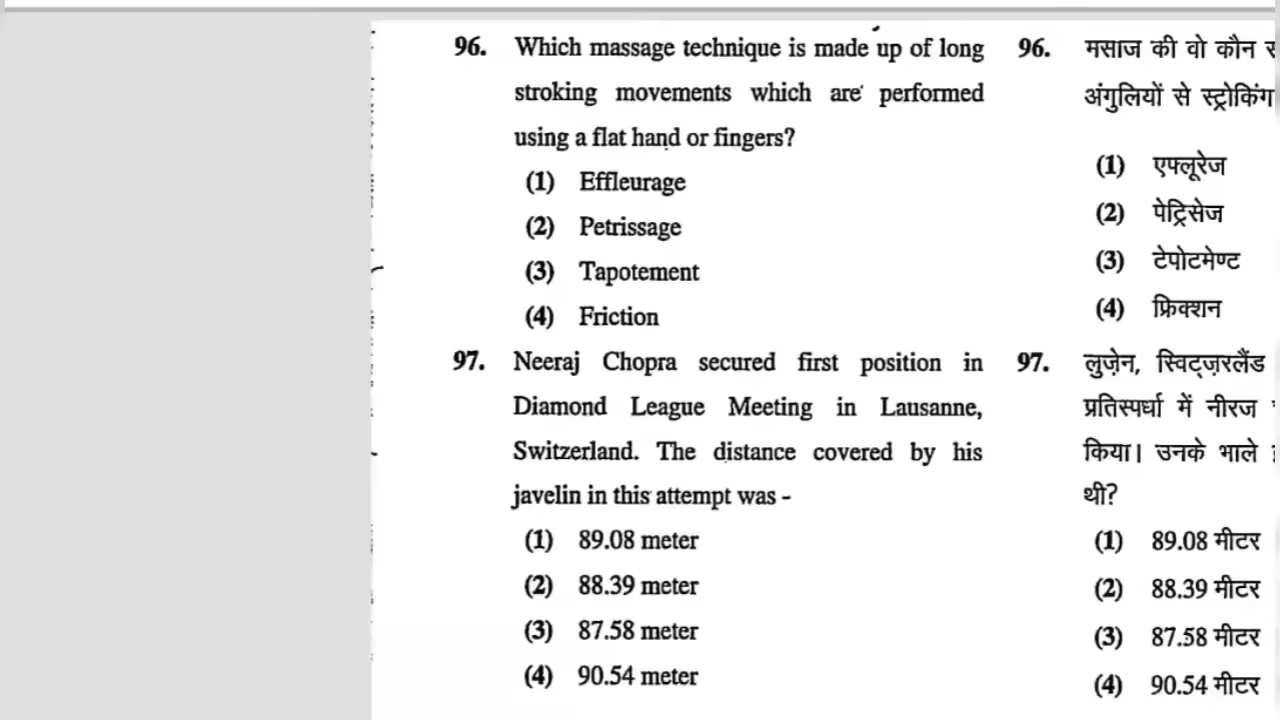 96. Which massage technique is made up of long
stroking movements which are performed
using a flat hand or fingers?
(1) Effleurage
(2) Petrissage
(3) Tapotement
(4) Friction
97. Neeraj Chopra secured first position in
Diamond League Meeting in Lausanne,
Switzerland. The distance covered by his
javelin in this attempt was -
(1) 89.08 meter
(2) 88.39 meter
(3) 87.58 meter
(4) 90.54 meter
96. मसाज की वो कौन
अंगुलियों से स्ट्रोकिंग
(1) एफ्लूरेज
(2) पेट्रिसेज
(3) टेपोटमेण्ट
(4) फ्रिक्शन
97. लुज़ेन, स्विट्ज़रलैंड
प्रतिस्पर्धा में नीरज
किया। उनके भाले
थी?
(1) 89.08 मीटर
(2) 88.39 मीटर
(3) 87.58 मीटर
(4) 90.54 मीटर